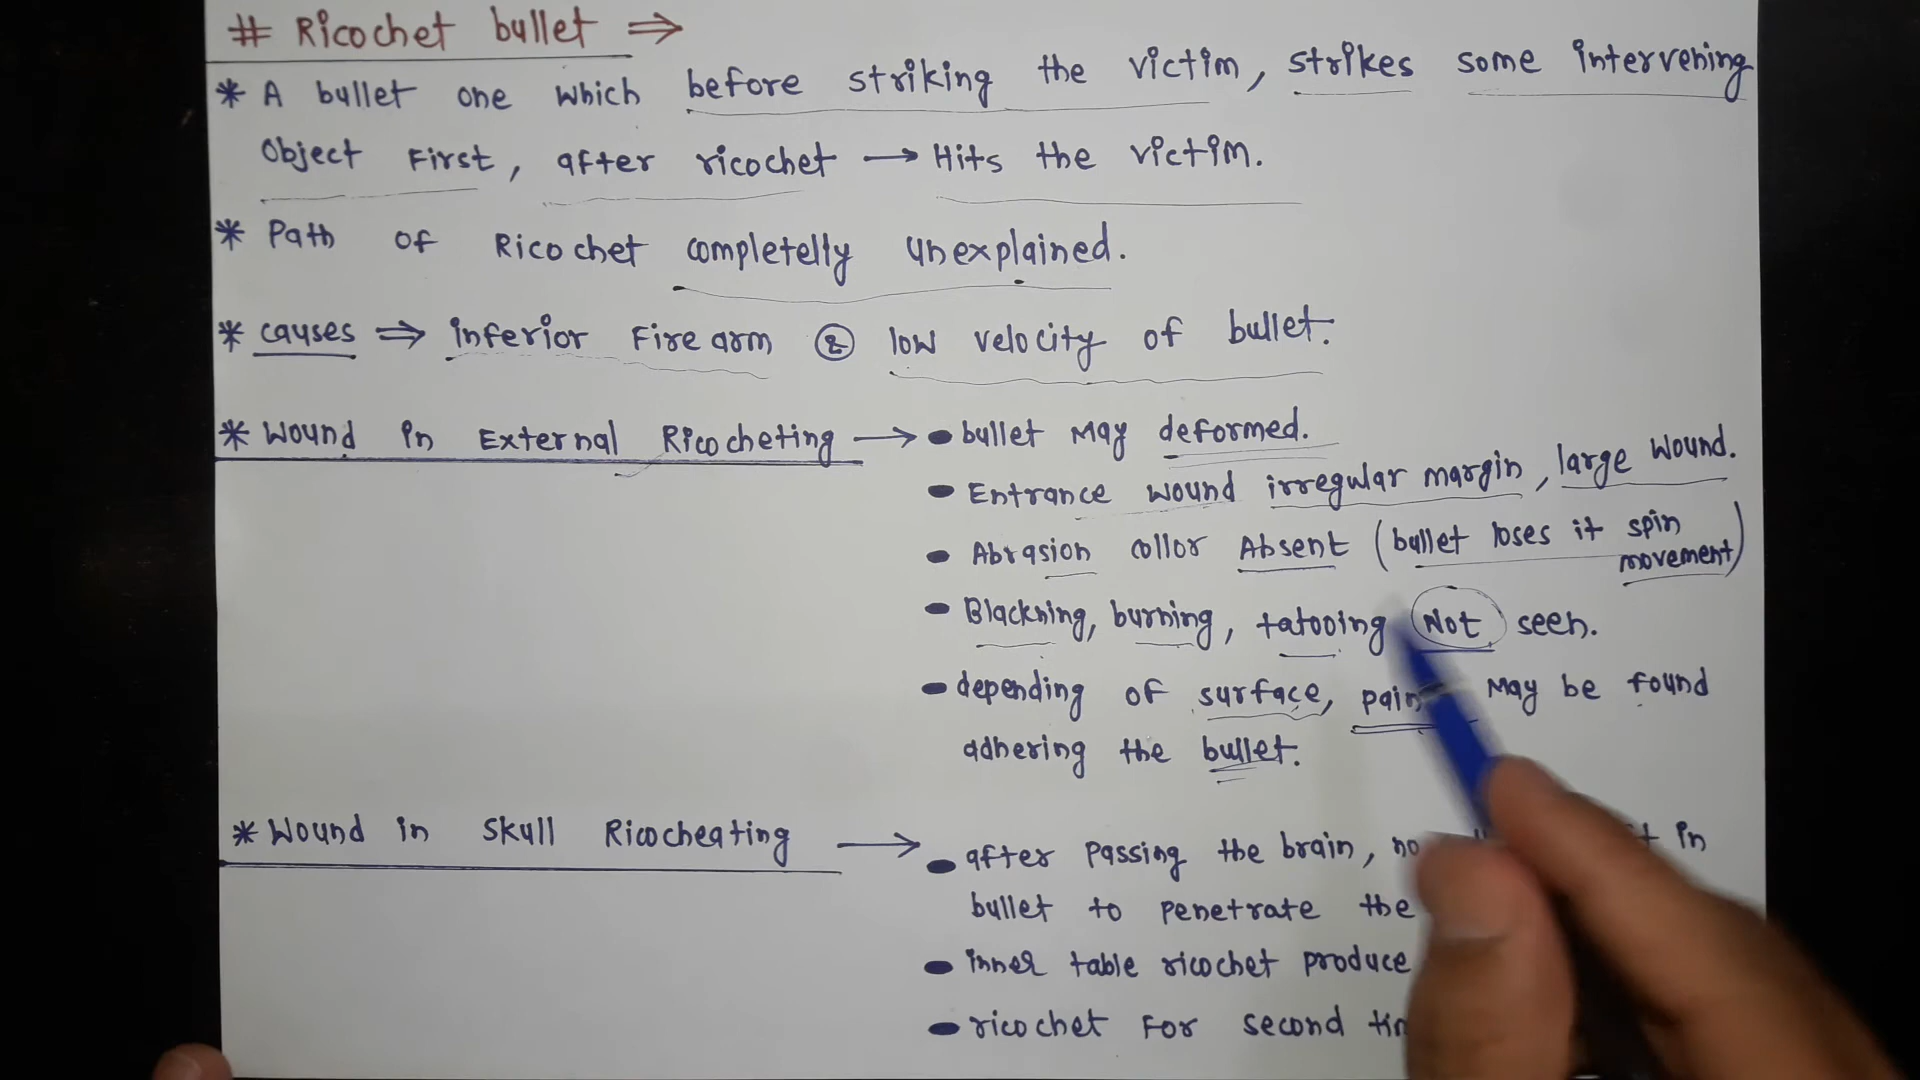 # Ricochet bullet ⇒
* A bullet one which before striking the victim, strikes some intervening
Object First, after ricochet → Hits the victim.
* Path of Ricochet completelly unexplained.
* causes ⇒ inferior Fire arm & low velocity of bullet.
* Wound in External Ricocheting → • bullet may deformed.
• Entrance wound irregular margin, large wound.
• Abrasion collor Absent (bullet loses it spin
movement)
• Blackning, burning, tatooing Not seen.
• depending of surface, may be found
adhering the bullet.
* Wound in Skull Ricocheating → • after passing the brain, in
bullet to penetrate the
• inner table ricochet produce
• ricochet For second